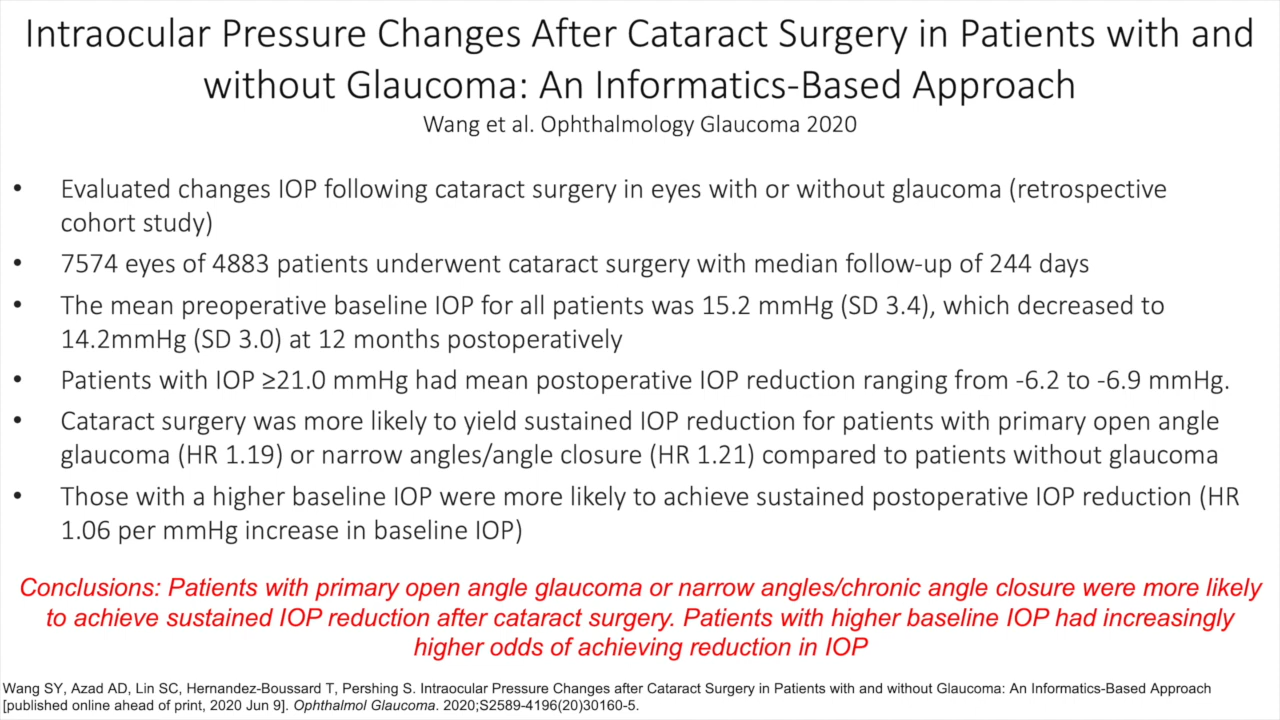 Intraocular Pressure Changes After Cataract Surgery in Patients with and
without Glaucoma: An Informatics-Based Approach
Wang et al. Ophthalmology Glaucoma 2020
• Evaluated changes IOP following cataract surgery in eyes with or without glaucoma (retrospective
cohort study)
• 7574 eyes of 4883 patients underwent cataract surgery with median follow-up of 244 days
• The mean preoperative baseline IOP for all patients was 15.2 mmHg (SD 3.4), which decreased to
14.2mmHg (SD 3.0) at 12 months postoperatively
• Patients with IOP ≥21.0 mmHg had mean postoperative IOP reduction ranging from -6.2 to -6.9 mmHg.
• Cataract surgery was more likely to yield sustained IOP reduction for patients with primary open angle
glaucoma (HR 1.19) or narrow angles/angle closure (HR 1.21) compared to patients without glaucoma
• Those with a higher baseline IOP were more likely to achieve sustained postoperative IOP reduction (HR
1.06 per mmHg increase in baseline IOP)
Conclusions: Patients with primary open angle glaucoma or narrow angles/chronic angle closure were more likely
to achieve sustained IOP reduction after cataract surgery. Patients with higher baseline IOP had increasingly
higher odds of achieving reduction in IOP
Wang SY, Azad AD, Lin SC, Hernandez-Boussard T, Pershing S. Intraocular Pressure Changes after Cataract Surgery in Patients with and without Glaucoma: An Informatics-Based Approach
[published online ahead of print, 2020 Jun 9]. Ophthalmol Glaucoma. 2020;S2589-4196(20)30160-5.